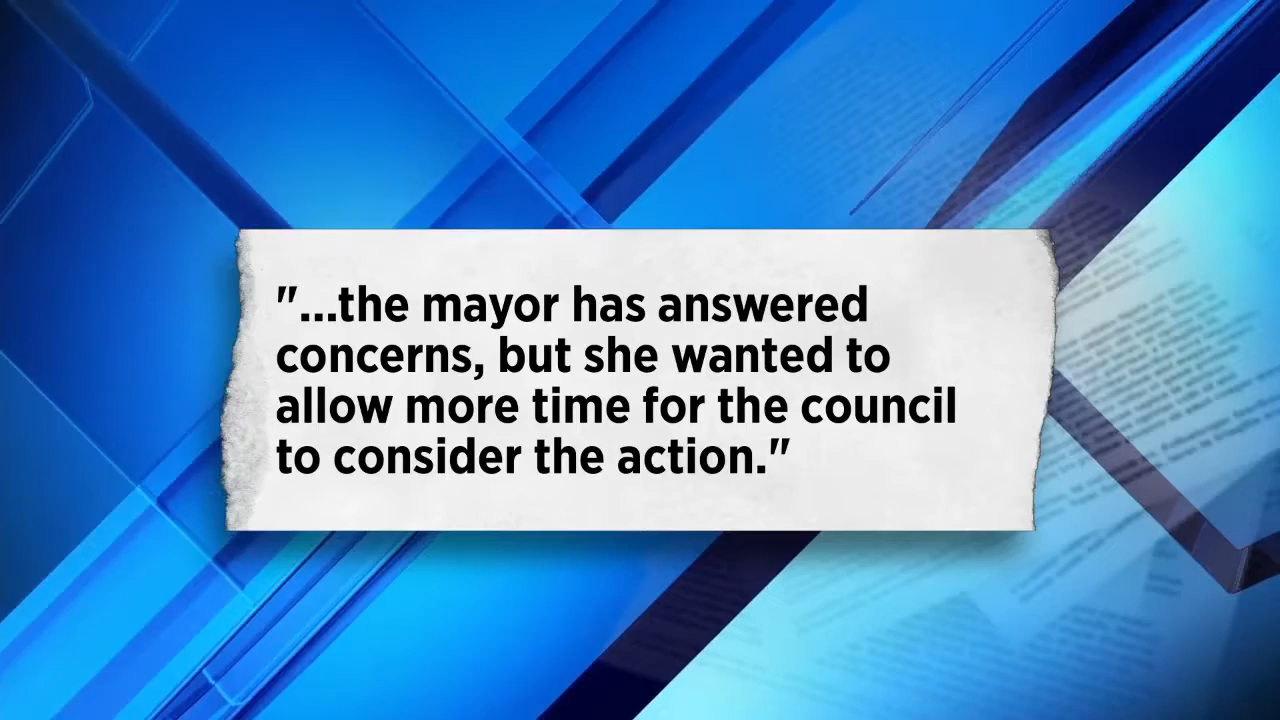 "...the mayor has answered
concerns, but she wanted to
allow more time for the council
to consider the action."